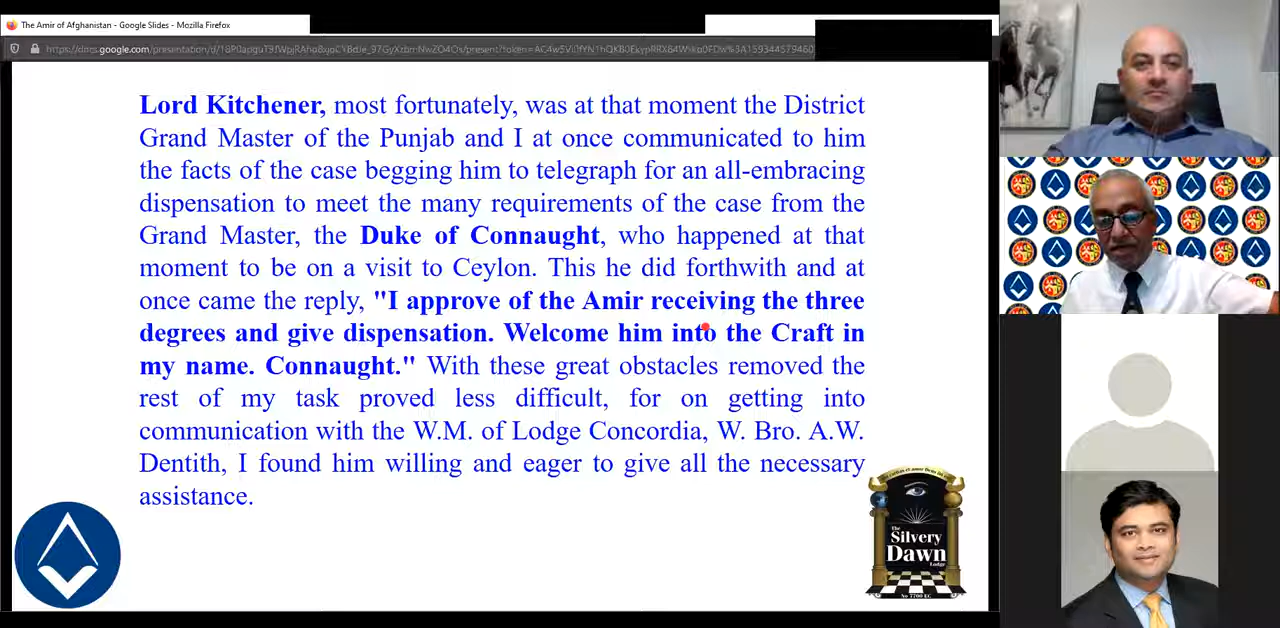 The Amir of Afghanistan - Google Slides - Mozilla Firefox
Lord Kitchener, most fortunately, was at that moment the District
Grand Master of the Punjab and I at once communicated to him
the facts of the case begging him to telegraph for an all-embracing
dispensation to meet the many requirements of the case from the
Grand Master, the Duke of Connaught, who happened at that
moment to be on a visit to Ceylon. This he did forthwith and at
once came the reply, "I approve of the Amir receiving the three
degrees and give dispensation. Welcome him into the Craft in
my name. Connaught." With these great obstacles removed the
rest of my task proved less difficult, for on getting into
communication with the W.M. of Lodge Concordia, W. Bro. A.W.
Dentith, I found him willing and eager to give all the necessary
assistance.
The
Silvery
Dawn
Lodge
No 7700 EC